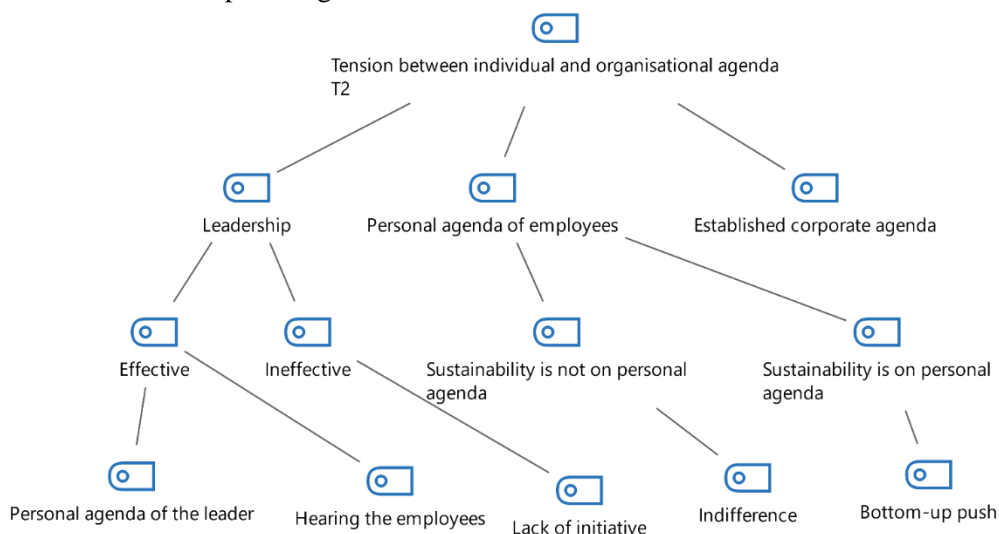 Tension between individual and organisational agenda
T2
Leadership
Personal agenda of employees
Established corporate agenda
Effective
Ineffective
Sustainability is not on personal
agenda
Sustainability is on personal
agenda
Personal agenda of the leader
Hearing the employees
Lack of initiative
Indifference
Bottom-up push